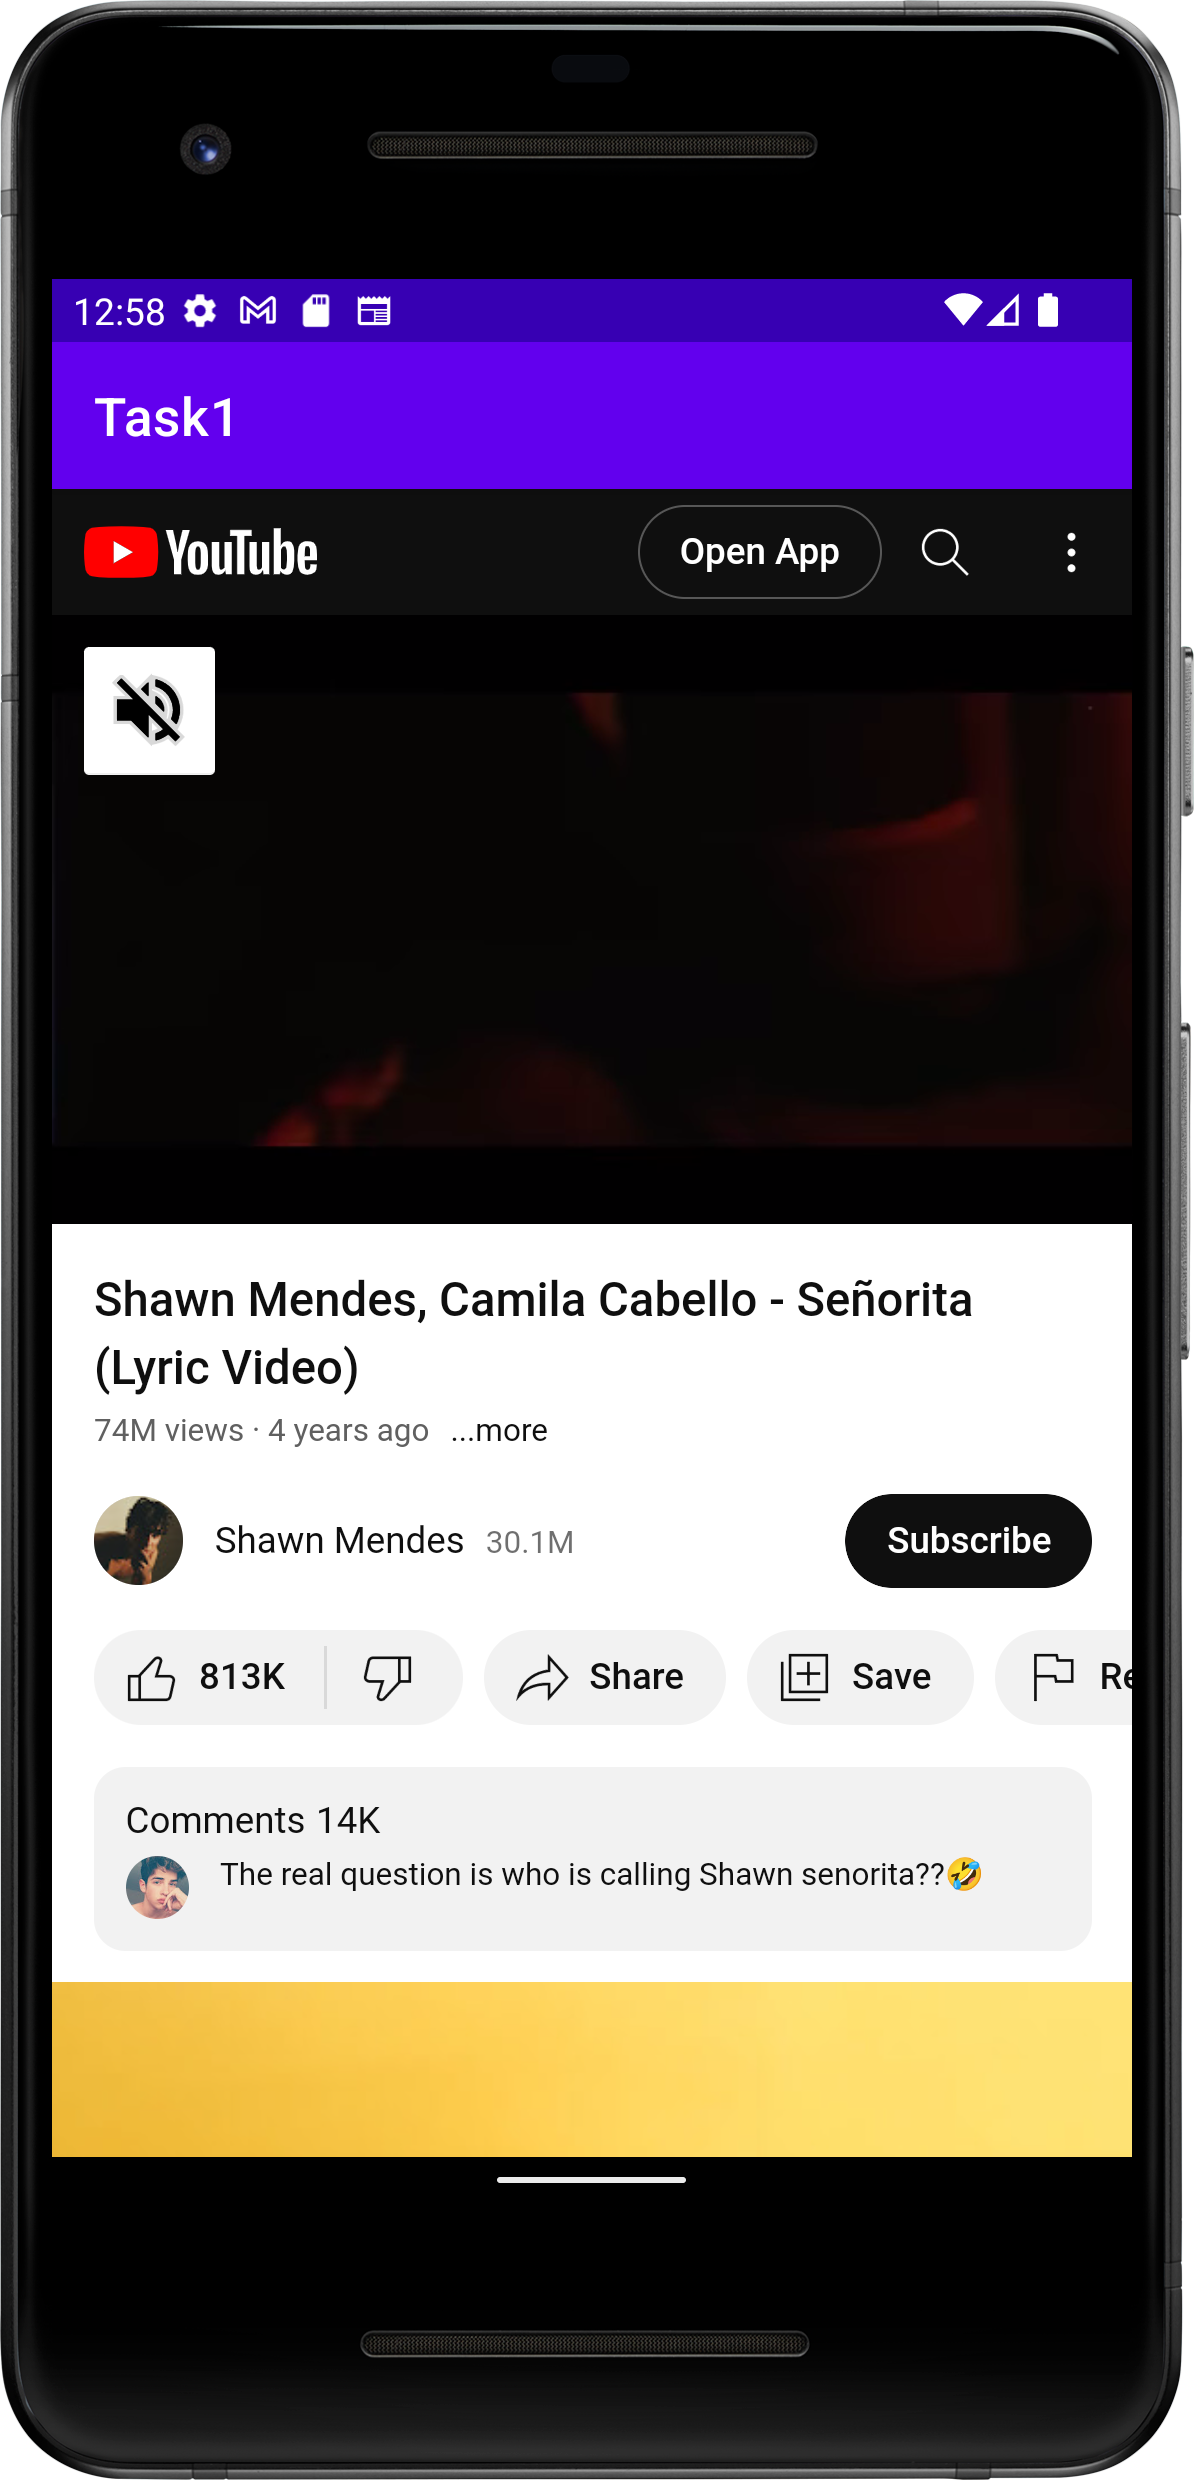 12:58
Task1
YouTube
Open App
Shawn Mendes, Camila Cabello - Señorita
(Lyric Video)
74M views · 4 years ago ...more
Shawn Mendes 30.1M
Subscribe
813K
Share
Save
Re
Comments 14K
The real question is who is calling Shawn senorita??🤣